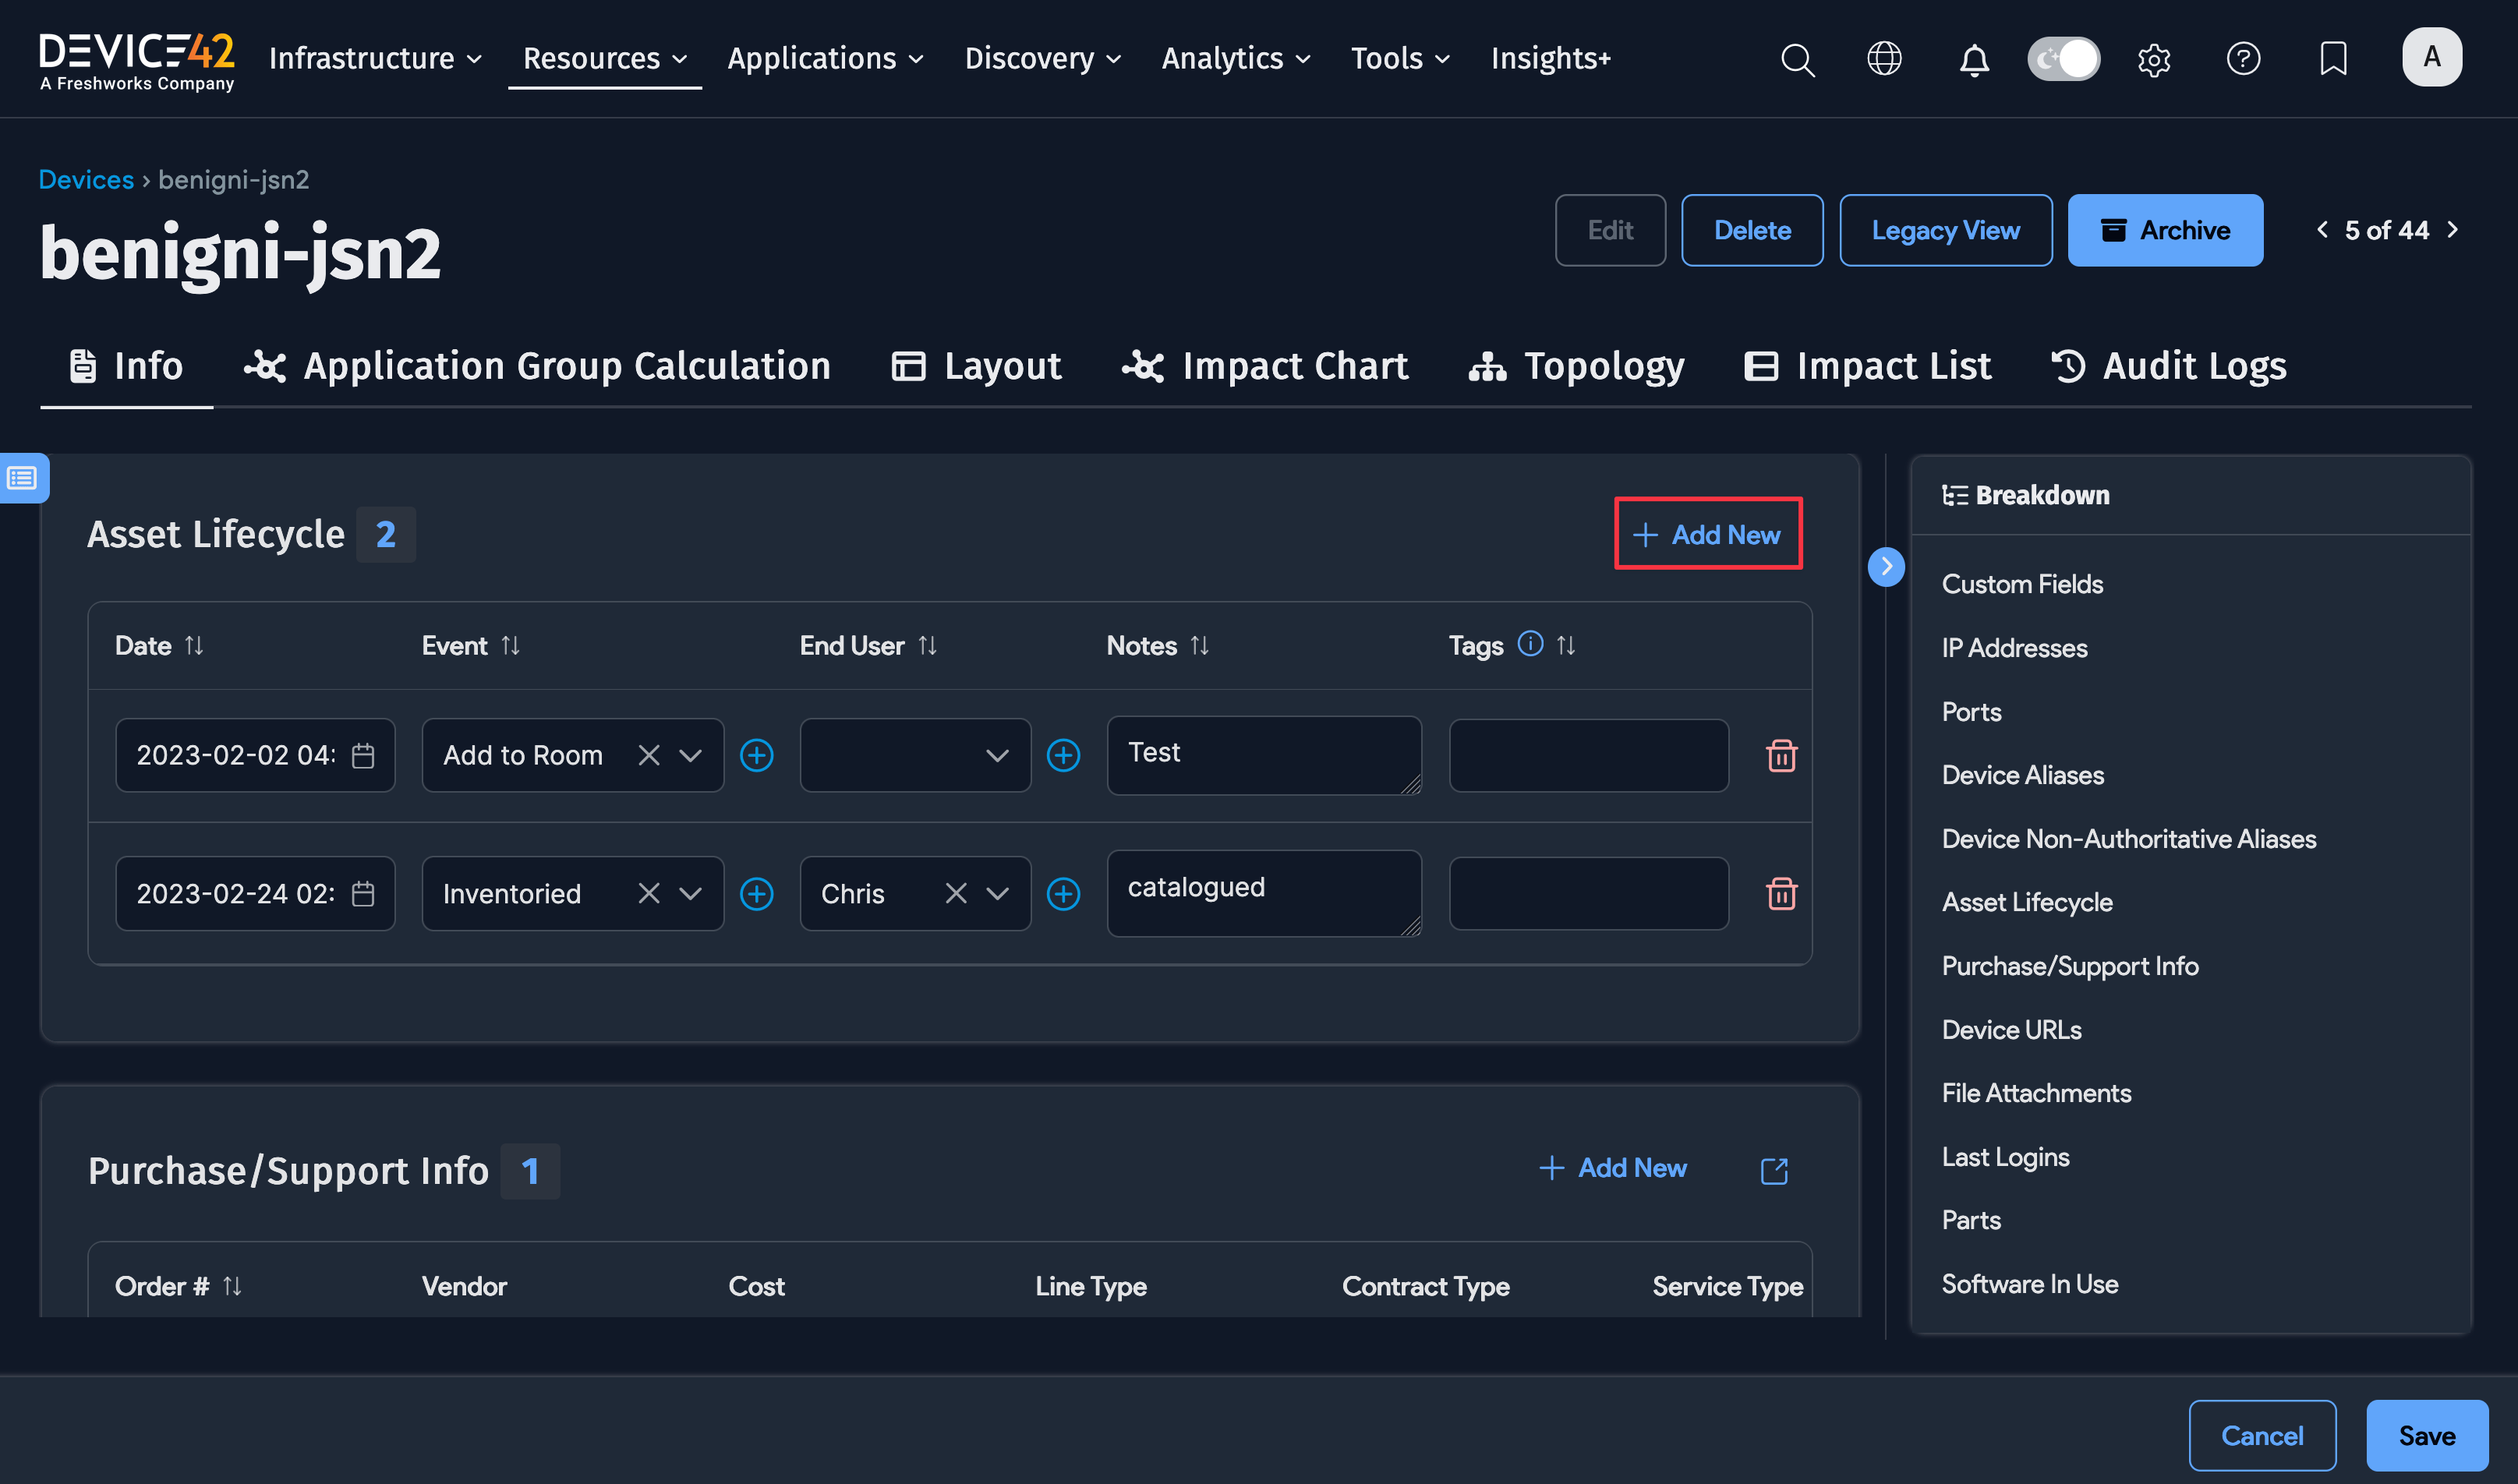 DEVICE42
A Freshworks Company
Infrastructure Resources Applications Discovery Analytics Tools Insights+
A
Devices › benigni-jsn2
benigni-jsn2
Edit Delete Legacy View Archive 5 of 44
Info Application Group Calculation Layout Impact Chart Topology Impact List Audit Logs
Asset Lifecycle 2 + Add New
Date Event End User Notes Tags
2023-02-02 04: Add to Room Test
2023-02-24 02: Inventoried Chris catalogued
Purchase/Support Info 1 + Add New
Order # Vendor Cost Line Type Contract Type Service Type
Breakdown
Custom Fields
IP Addresses
Ports
Device Aliases
Device Non-Authoritative Aliases
Asset Lifecycle
Purchase/Support Info
Device URLs
File Attachments
Last Logins
Parts
Software In Use
Cancel Save